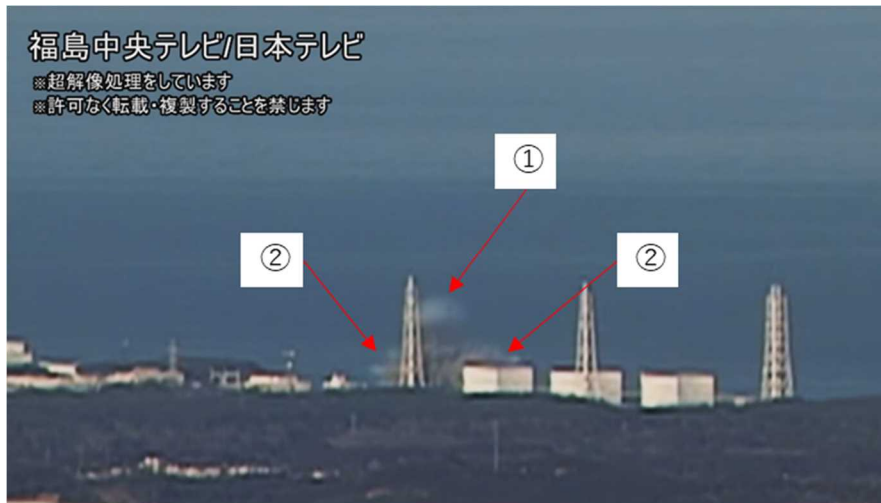 福島中央テレビ/日本テレビ
※超解像処理をしています
※許可なく転載・複製することを禁じます
①
②
②